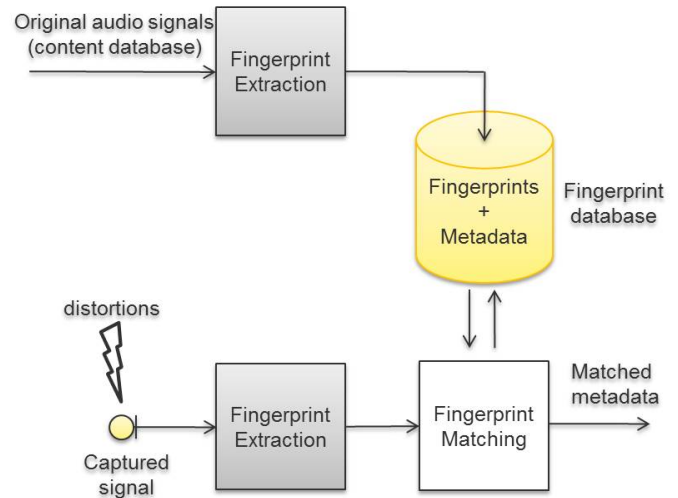 Original audio signals
(content database)
Fingerprint
Extraction
Fingerprints
+
Metadata
Fingerprint
database
distortions
Captured
signal
Fingerprint
Extraction
Fingerprint
Matching
Matched
metadata